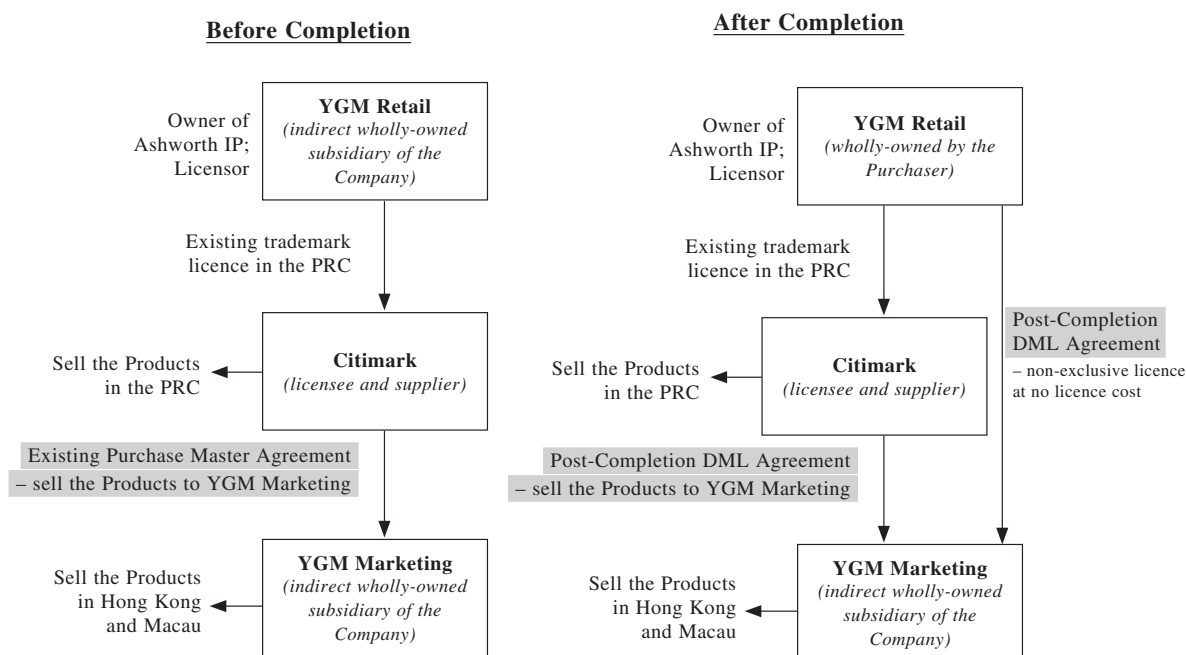 Before Completion
Owner of
Ashworth IP;
Licensor
YGM Retail
(indirect wholly-owned
subsidiary of the
Company)
Existing trademark
licence in the PRC
Sell the Products
in the PRC
Citimark
(licensee and supplier)
Existing Purchase Master Agreement
– sell the Products to YGM Marketing
Sell the Products
in Hong Kong
and Macau
YGM Marketing
(indirect wholly-owned
subsidiary of the
Company)
After Completion
Owner of
Ashworth IP;
Licensor
YGM Retail
(wholly-owned by the
Purchaser)
Existing trademark
licence in the PRC
Post-Completion
DML Agreement
– non-exclusive licence
at no licence cost
Sell the Products
in the PRC
Citimark
(licensee and supplier)
Post-Completion DML Agreement
– sell the Products to YGM Marketing
Sell the Products
in Hong Kong
and Macau
YGM Marketing
(indirect wholly-owned
subsidiary of the
Company)